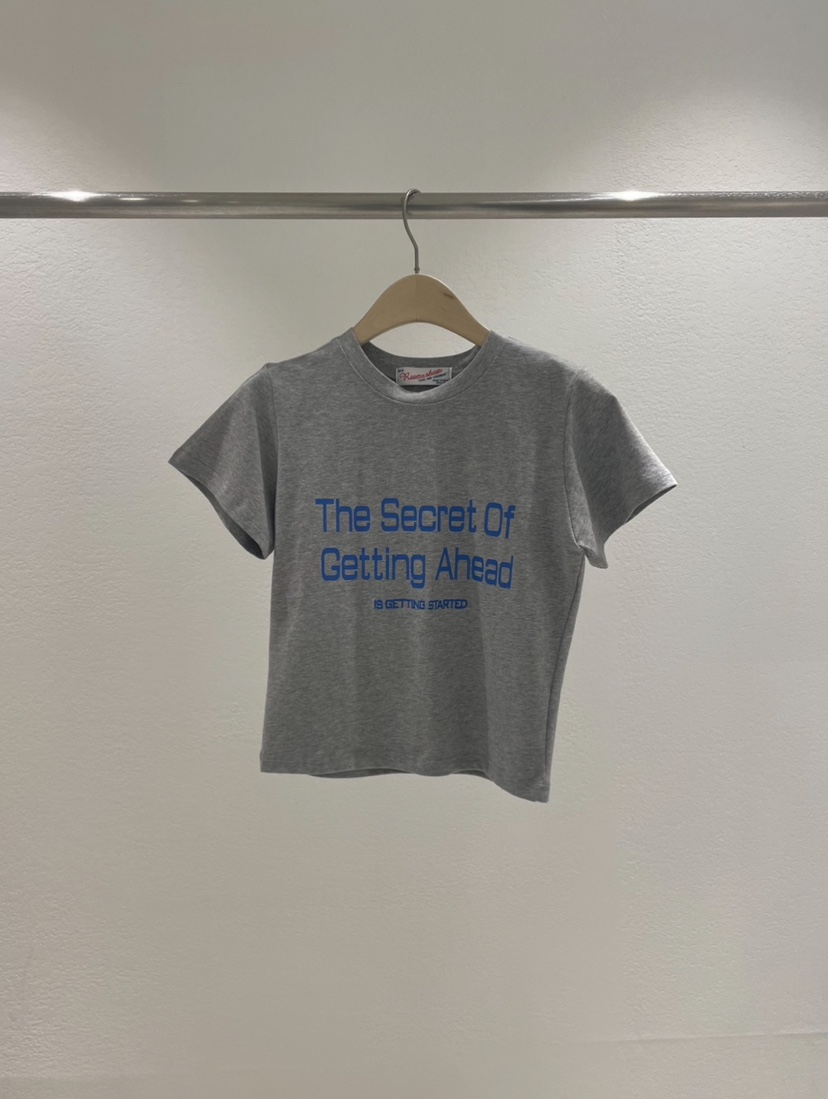 The Secret Of
Getting Ahead
IS GETTING STARTED